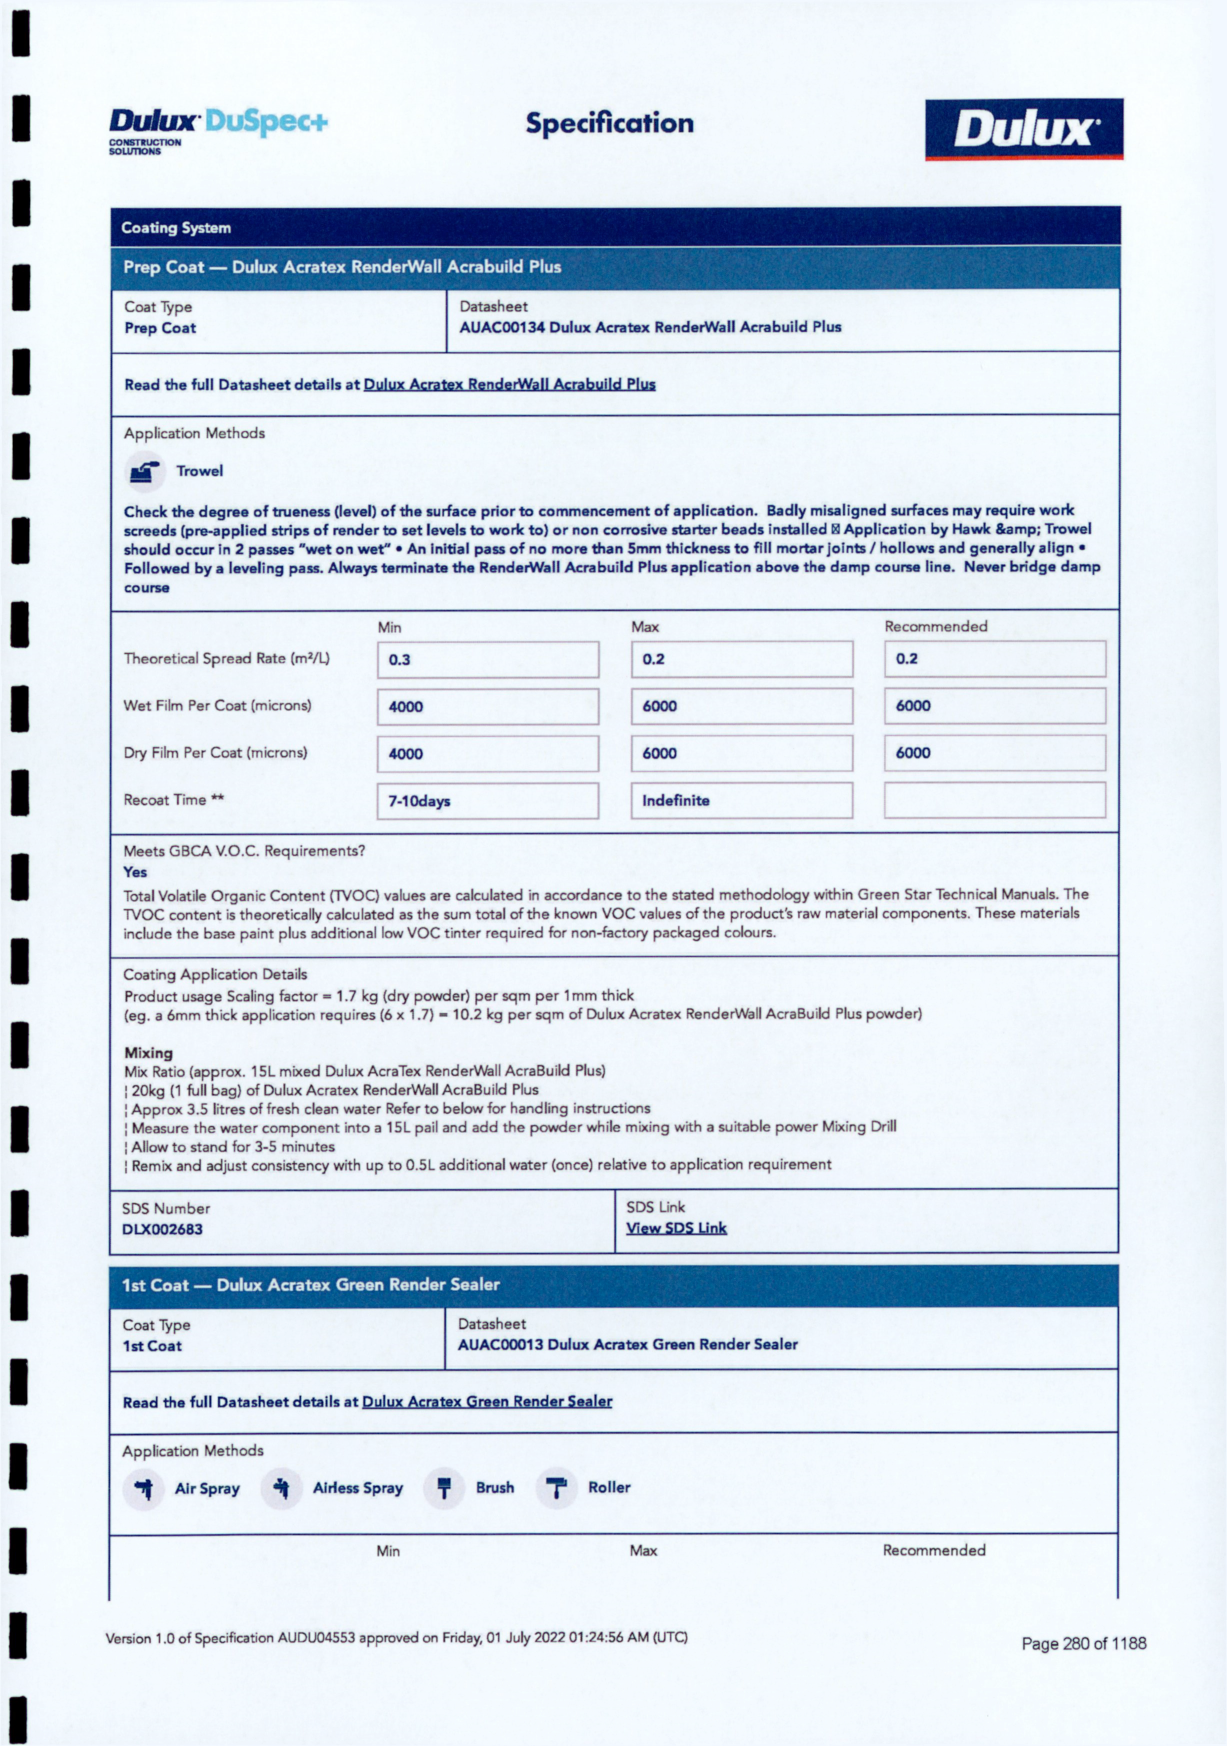 Dulux DuSpec+
CONSTRUCTION
SOLUTIONS
Specification
Dulux
Coating System
Prep Coat — Dulux Acratex RenderWall Acrabuild Plus
Coat Type
Prep Coat
Datasheet
AUAC00134 Dulux Acratex RenderWall Acrabuild Plus
Read the full Datasheet details at Dulux Acratex RenderWall Acrabuild Plus
Application Methods
Trowel
Check the degree of trueness (level) of the surface prior to commencement of application. Badly misaligned surfaces may require work
screeds (pre-applied strips of render to set levels to work to) or non corrosive starter beads installed &#x2612; Application by Hawk &amp; Trowel
should occur in 2 passes "wet on wet" • An initial pass of no more than 5mm thickness to fill mortar joints / hollows and generally align •
Followed by a leveling pass. Always terminate the RenderWall Acrabuild Plus application above the damp course line. Never bridge damp
course
Min Max Recommended
Theoretical Spread Rate (m²/L) 0.3 0.2 0.2
Wet Film Per Coat (microns) 4000 6000 6000
Dry Film Per Coat (microns) 4000 6000 6000
Recoat Time ** 7-10days Indefinite
Meets GBCA V.O.C. Requirements?
Yes
Total Volatile Organic Content (TVOC) values are calculated in accordance to the stated methodology within Green Star Technical Manuals. The
TVOC content is theoretically calculated as the sum total of the known VOC values of the product's raw material components. These materials
include the base paint plus additional low VOC tinter required for non-factory packaged colours.
Coating Application Details
Product usage Scaling factor = 1.7 kg (dry powder) per sqm per 1mm thick
(eg. a 6mm thick application requires (6 x 1.7) = 10.2 kg per sqm of Dulux Acratex RenderWall AcraBuild Plus powder)
Mixing
Mix Ratio (approx. 15L mixed Dulux AcraTex RenderWall AcraBuild Plus)
¦ 20kg (1 full bag) of Dulux Acratex RenderWall AcraBuild Plus
¦ Approx 3.5 litres of fresh clean water Refer to below for handling instructions
¦ Measure the water component into a 15L pail and add the powder while mixing with a suitable power Mixing Drill
¦ Allow to stand for 3-5 minutes
¦ Remix and adjust consistency with up to 0.5L additional water (once) relative to application requirement
SDS Number
DLX002683
SDS Link
View SDS Link
1st Coat — Dulux Acratex Green Render Sealer
Coat Type
1st Coat
Datasheet
AUAC00013 Dulux Acratex Green Render Sealer
Read the full Datasheet details at Dulux Acratex Green Render Sealer
Application Methods
Air Spray Airless Spray Brush Roller
Min Max Recommended
Version 1.0 of Specification AUDU04553 approved on Friday, 01 July 2022 01:24:56 AM (UTC)
Page 280 of 1188